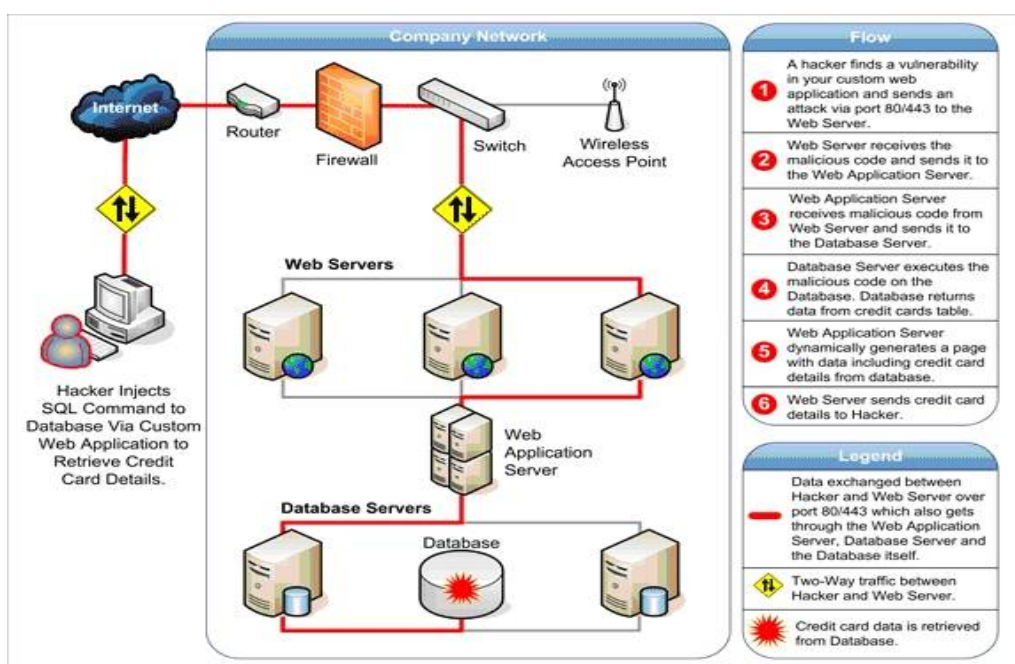 Company Network
Internet
Router
Firewall
Switch
Wireless
Access Point
Web Servers
Hacker Injects
SQL Command to
Database Via Custom
Web Application to
Retrieve Credit
Card Details.
Web
Application
Server
Database Servers
Database
Flow
1
A hacker finds a vulnerability
in your custom web
application and sends an
attack via port 80/443 to the
Web Server.
2
Web Server receives the
malicious code and sends it to
the Web Application Server.
3
Web Application Server
receives malicious code from
Web Server and sends it to
the Database Server.
4
Database Server executes the
malicious code on the
Database. Database returns
data from credit cards table.
5
Web Application Server
dynamically generates a page
with data including credit card
details from database.
6
Web Server sends credit card
details to Hacker.
Legend
Data exchanged between
Hacker and Web Server over
port 80/443 which also gets
through the Web Application
Server, Database Server and
the Database itself.
Two-Way traffic between
Hacker and Web Server.
Credit card data is retrieved
from Database.